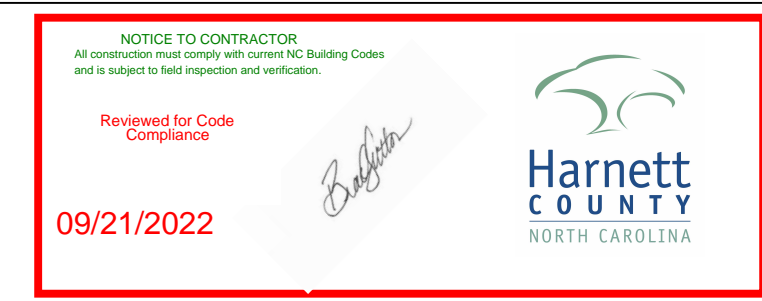 NOTICE TO CONTRACTOR
All construction must comply with current NC Building Codes
and is subject to field inspection and verification.
Reviewed for Code
Compliance
09/21/2022
Harnett
COUNTY
NORTH CAROLINA